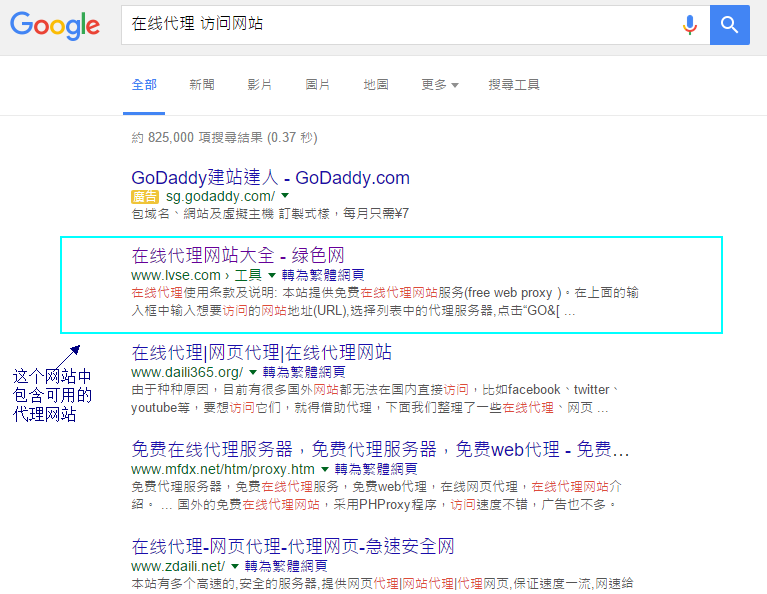 Google
在线代理 访问网站
全部 新聞 影片 圖片 地圖 更多 搜尋工具
約 825,000 項搜尋結果 (0.37 秒)
GoDaddy建站達人 - GoDaddy.com
廣告 sg.godaddy.com/
包域名、網站及虛擬主機 訂製式樣，每月只需¥7
在线代理网站大全 - 绿色网
www.lvse.com › 工具 轉為繁體網頁
在线代理使用条款及说明: 本站提供免费在线代理网站服务(free web proxy )。在上面的输
入框中输入想要访问的网站地址(URL),选择列表中的代理服务器,点击“GO&[ ...
在线代理|网页代理|在线代理网站
www.daili365.org/ 轉為繁體網頁
由于种种原因，目前有很多国外网站都无法在国内直接访问，比如facebook、twitter、
youtube等，要想访问它们，就得借助代理，下面我们整理了一些在线代理、网页 ...
这个网站中
包含可用的
代理网站
免费在线代理服务器，免费代理服务器，免费web代理 - 免费...
www.mfdx.net/htm/proxy.htm 轉為繁體網頁
免费代理服务器，免费在线代理服务，免费web代理，在线网页代理，在线代理网站介
绍。 ... 国外的免费在线代理网站，采用PHProxy程序，访问速度不错，广告也不多。
在线代理-网页代理-代理网页-急速安全网
www.zdaili.net/ 轉為繁體網頁
本站有多个高速的,安全的服务器,提供网页代理|网站代理|代理网页,保证速度一流,网速给